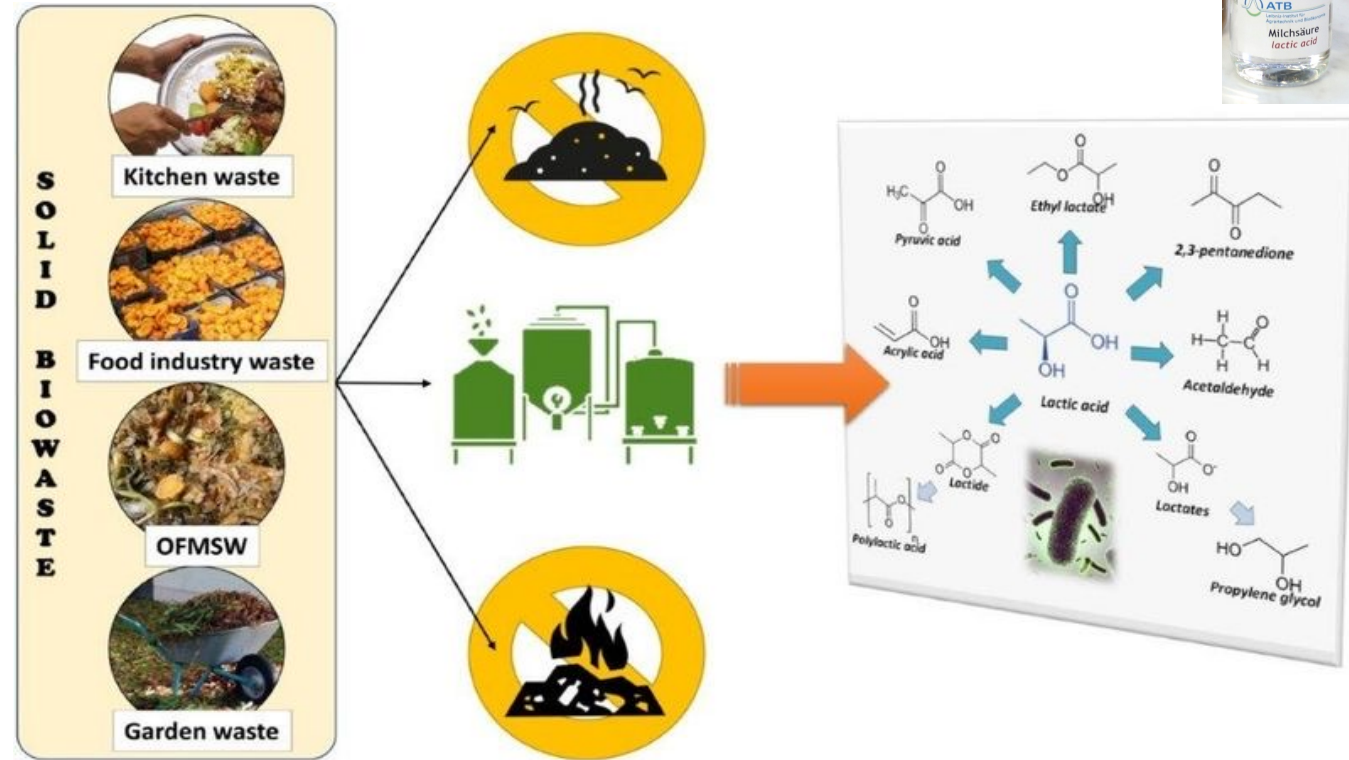 SOLID BIOWASTE
Kitchen waste
Food industry waste
OFMSW
Garden waste
ATB
Milchsäure
lactic acid
H₃C
O
OH
O
Pyruvic acid
O
O
OH
Ethyl lactate
O
O
2,3-pentanedione
O
OH
Acrylic acid
O
OH
OH
Lactic acid
H
H
C
C
O
H
H
Acetaldehyde
O
O
O
O
Lactide
O
O
n
Polylactic acid
O
O⁻
OH
Lactates
HO
OH
Propylene glycol